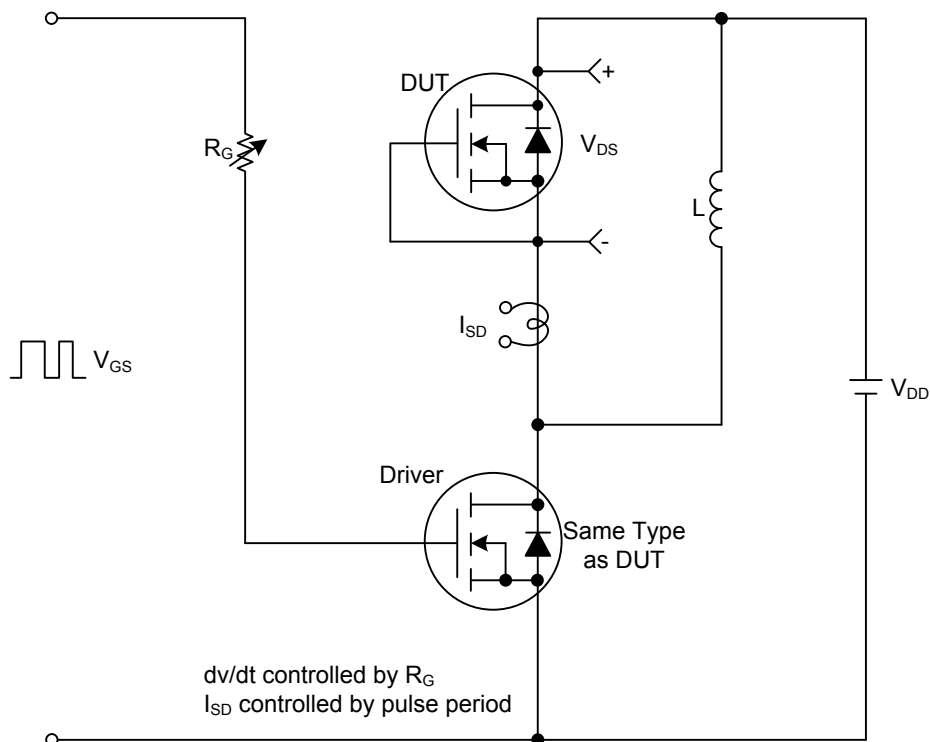 DUT
+
R_G
V_DS
L
-
I_SD
V_GS
V_DD
Driver
Same Type
as DUT
dv/dt controlled by R_G
I_SD controlled by pulse period